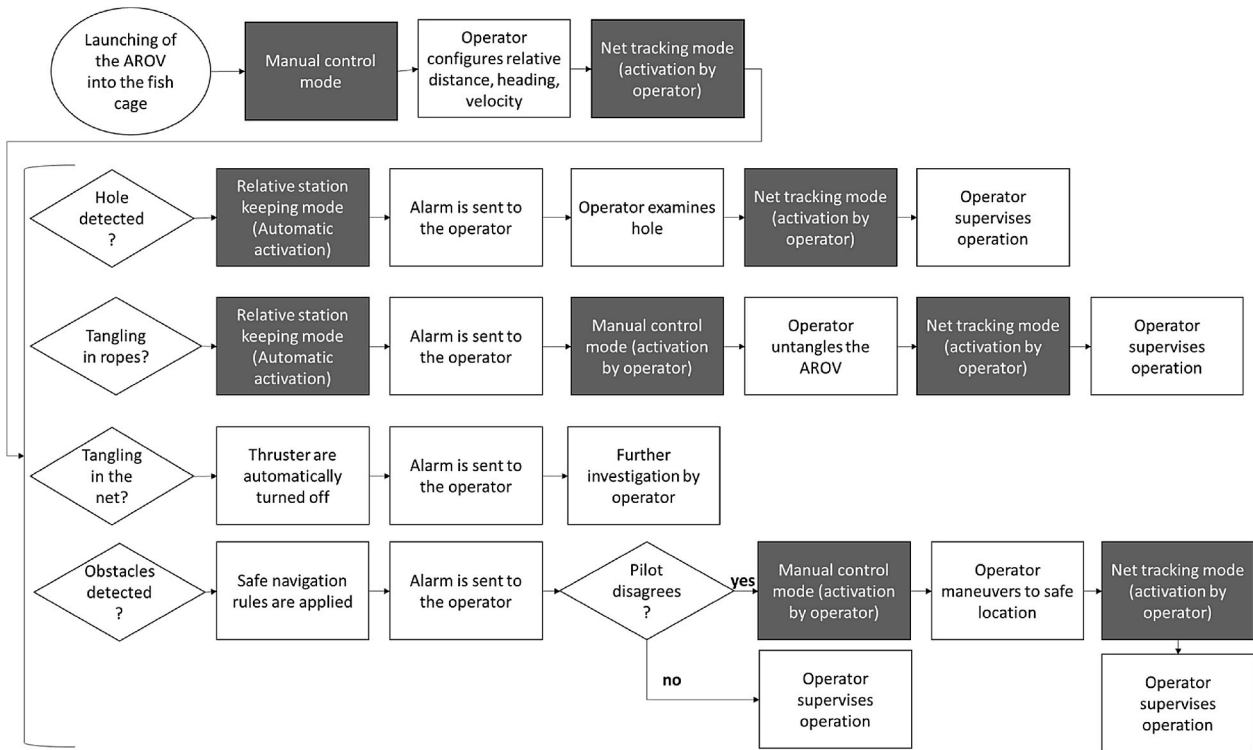 Launching of
the AROV
into the fish
cage
Manual control
mode
Operator
configures relative
distance, heading,
velocity
Net tracking mode
(activation by
operator)
Hole
detected
?
Relative station
keeping mode
(Automatic
activation)
Alarm is sent to
the operator
Operator examines
hole
Net tracking mode
(activation by
operator)
Operator
supervises
operation
Tangling
in ropes?
Relative station
keeping mode
(Automatic
activation)
Alarm is sent to
the operator
Manual control
mode (activation
by operator)
Operator
untangles the
AROV
Net tracking mode
(activation by
operator)
Operator
supervises
operation
Tangling
in the
net?
Thruster are
automatically
turned off
Alarm is sent to
the operator
Further
investigation by
operator
Obstacles
detected
?
Safe navigation
rules are applied
Alarm is sent to
the operator
Pilot
disagrees
?
yes
Manual control
mode (activation
by operator)
Operator
maneuvers to safe
location
Net tracking mode
(activation by
operator)
no
Operator
supervises
operation
Operator
supervises
operation